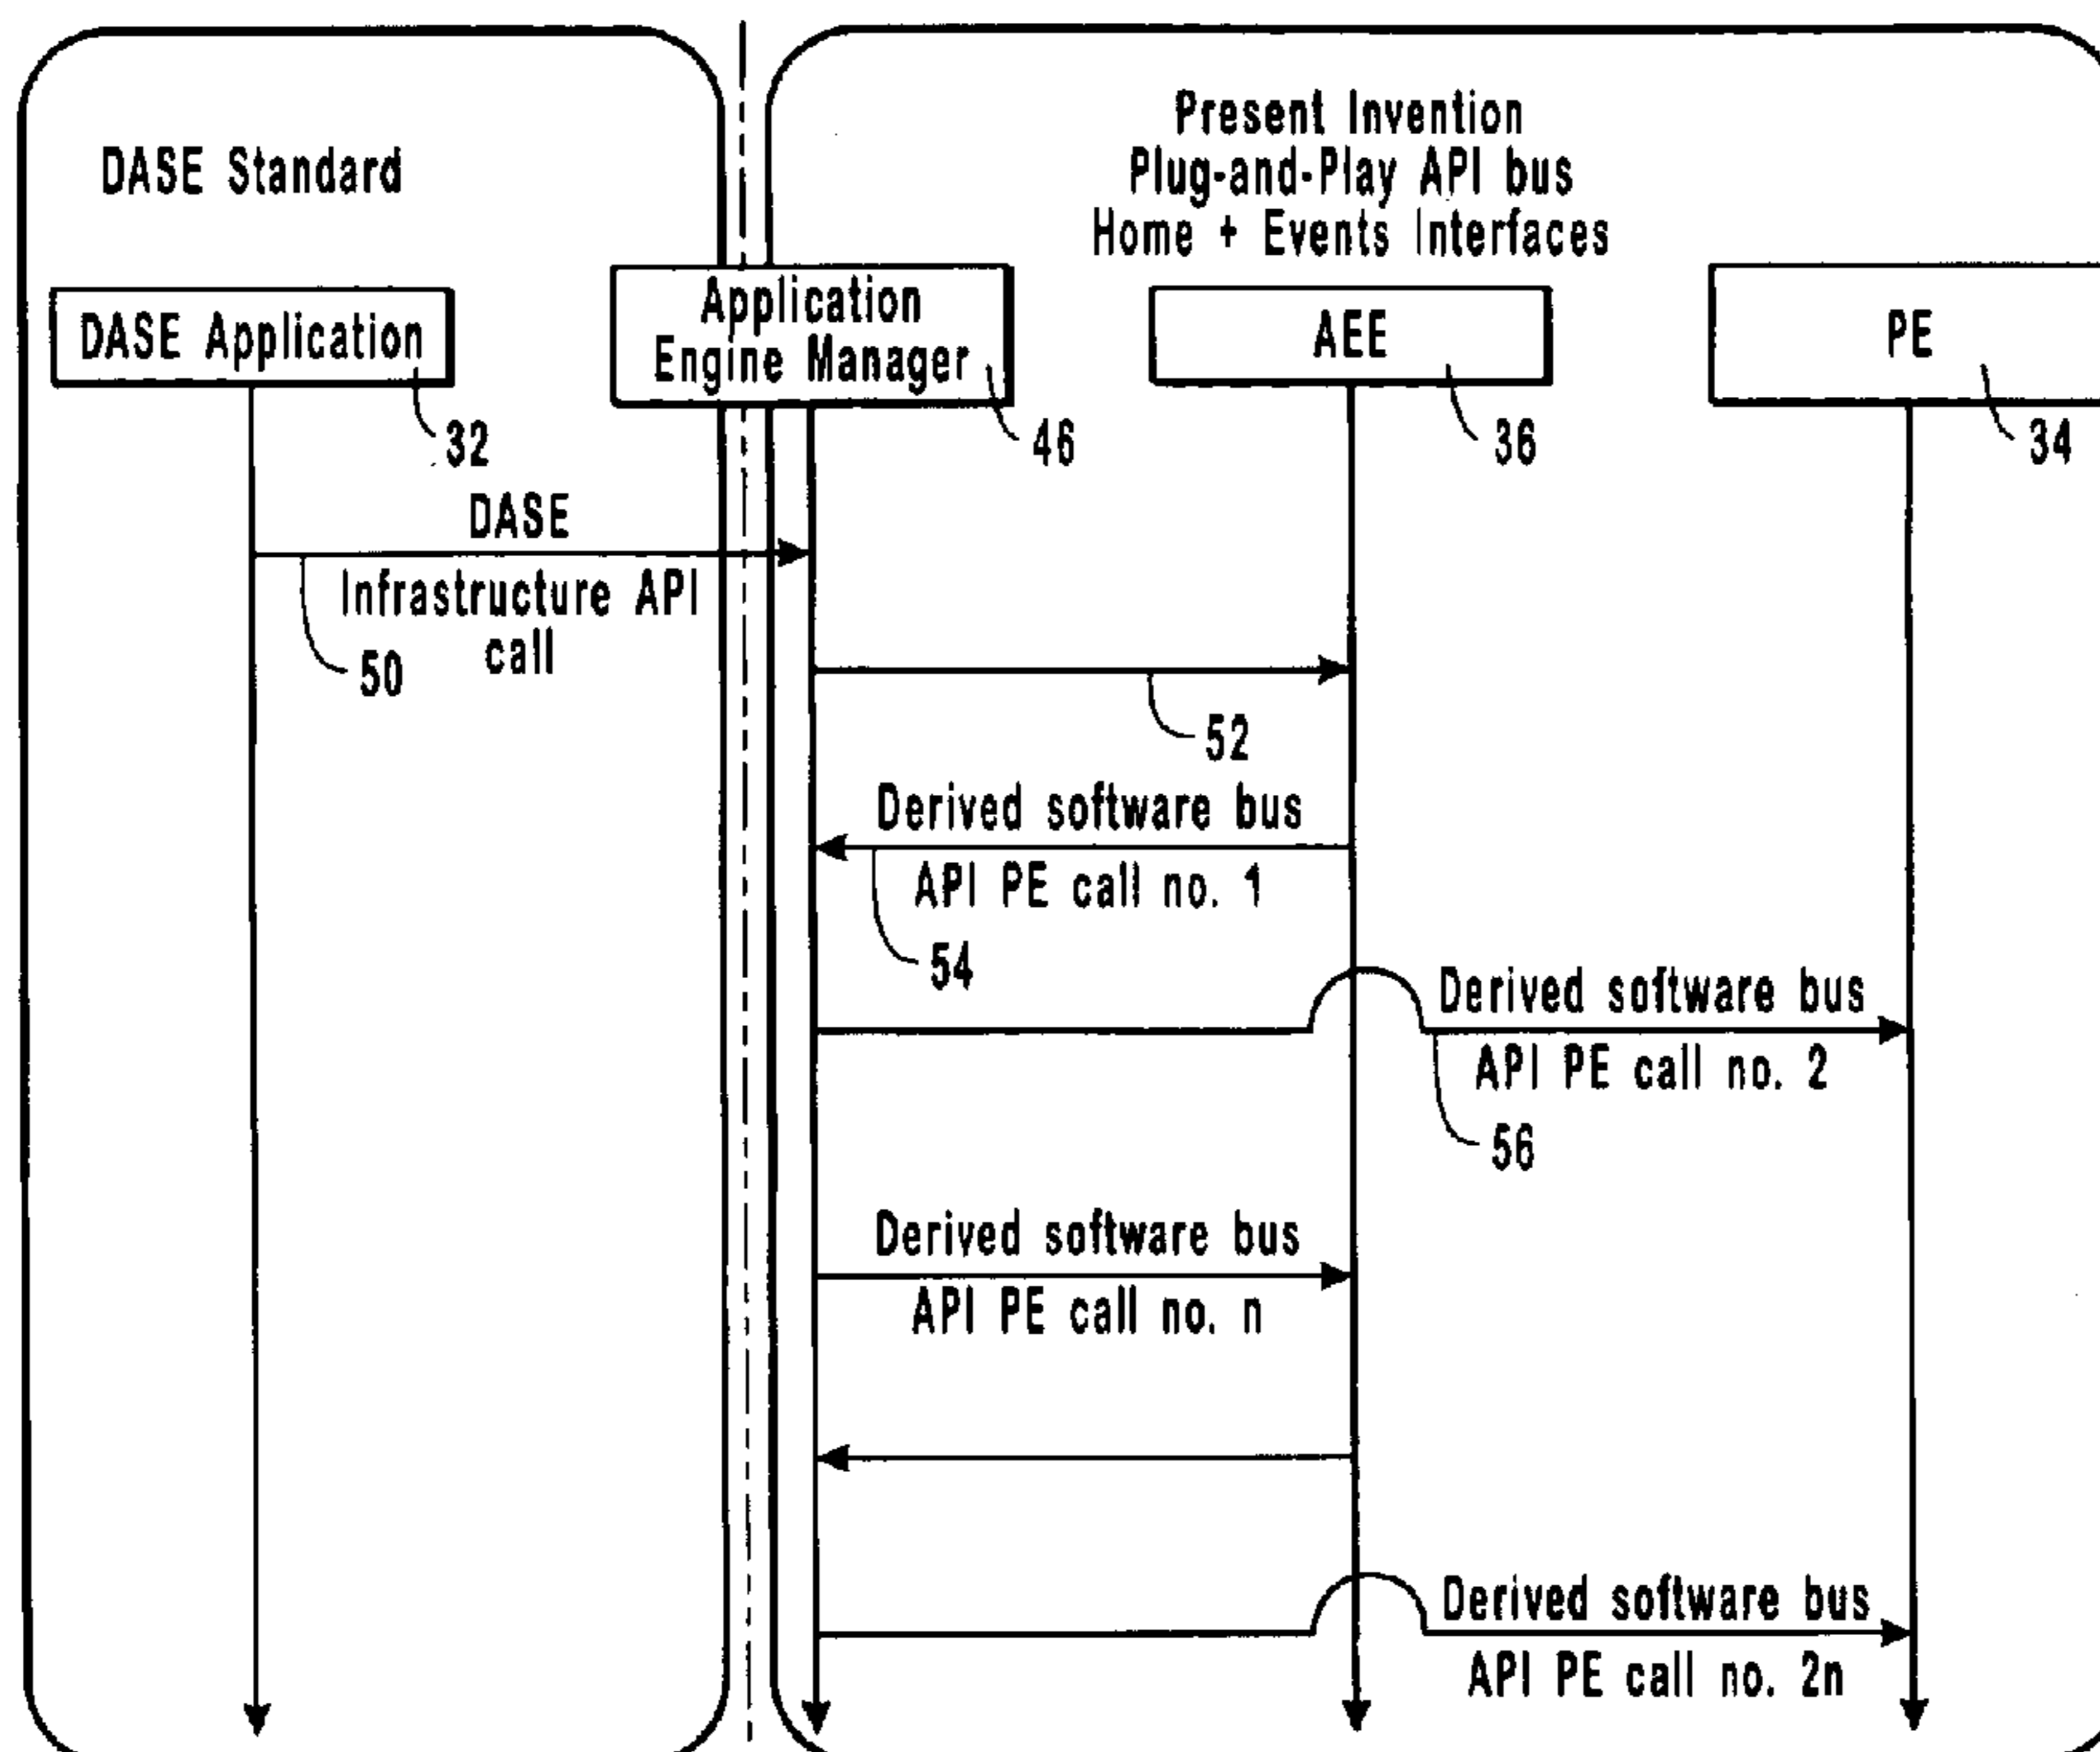 DASE Standard
Present Invention
Plug-and-Play API bus
Home + Events Interfaces
DASE Application
Application
Engine Manager
AEE
PE
32
46
36
34
DASE
Infrastructure API
call
50
52
Derived software bus
API PE call no. 1
54
Derived software bus
API PE call no. 2
56
Derived software bus
API PE call no. n
Derived software bus
API PE call no. 2n